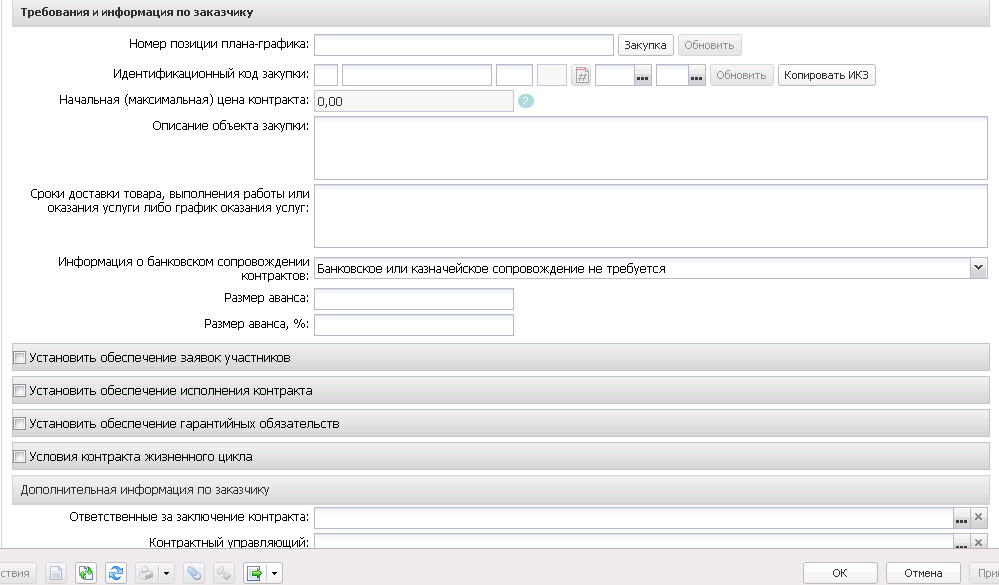 Требования и информация по заказчику
Номер позиции плана-графика: Закупка Обновить
Идентификационный код закупки: # ... ... Обновить Копировать ИКЗ
Начальная (максимальная) цена контракта: 0,00 ?
Описание объекта закупки:
Сроки доставки товара, выполнения работы или
оказания услуги либо график оказания услуг:
Информация о банковском сопровождении
контрактов: Банковское или казначейское сопровождение не требуется
Размер аванса:
Размер аванса, %:
Установить обеспечение заявок участников
Установить обеспечение исполнения контракта
Установить обеспечение гарантийных обязательств
Условия контракта жизненного цикла
Дополнительная информация по заказчику
Ответственные за заключение контракта: ...
Контрактный управляющий: ...
ствия ОК Отмена При